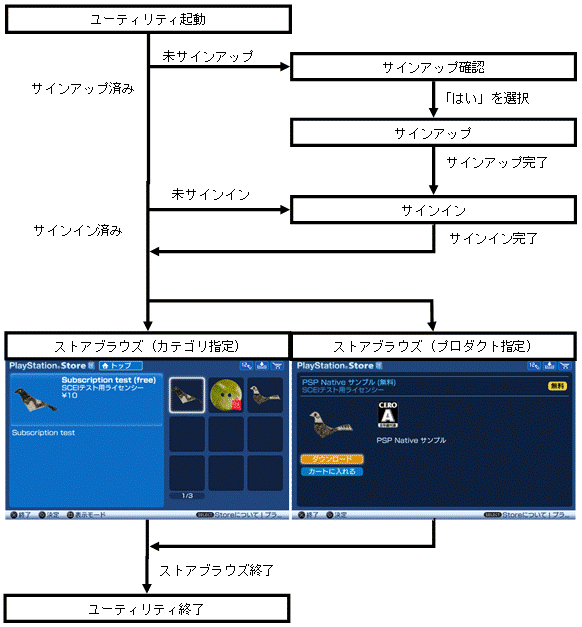 ユーティリティ起動
未サインアップ
サインアップ確認
サインアップ済み
「はい」を選択
サインアップ
サインアップ完了
未サインイン
サインイン
サインイン済み
サインイン完了
ストアブラウズ（カテゴリ指定）
ストアブラウズ（プロダクト指定）
PlayStation Store
トップ
Subscription test (free)
SCEIテスト用ライセンシー
¥10
Subscription test
1/3
終了 決定 表示モード
SELECT Storeについて | プラ...
PlayStation Store
PSP Native サンプル (無料)
SCEIテスト用ライセンシー
無料
CERO
A
PSP Native サンプル
ダウンロード
カートに入れる
終了 決定
SELECT Storeについて | プラ...
ストアブラウズ終了
ユーティリティ終了